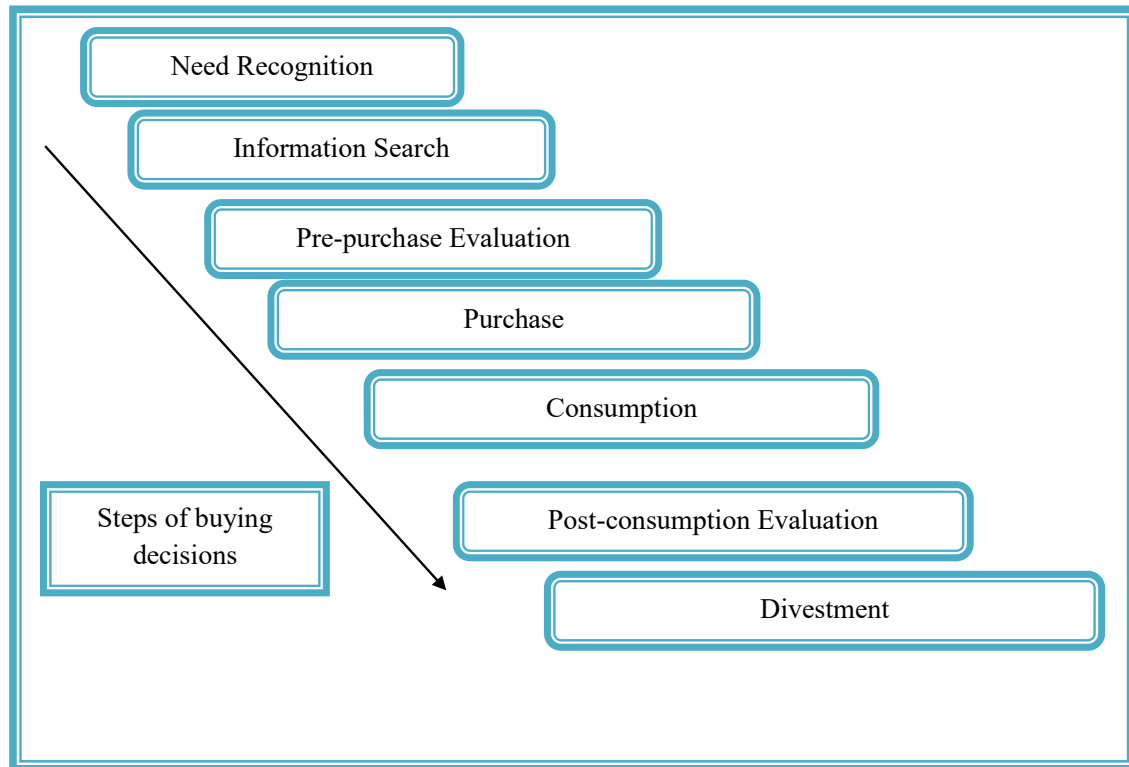 Need Recognition
Information Search
Pre-purchase Evaluation
Purchase
Consumption
Steps of buying
decisions
Post-consumption Evaluation
Divestment